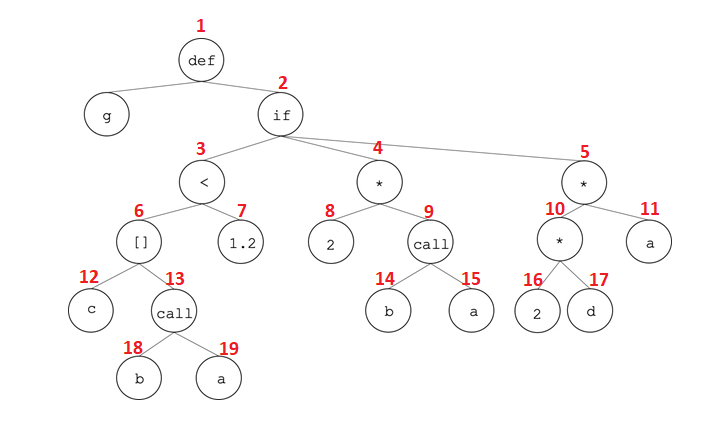 1
def
2
g
if
3 4 5
< * *
6 7 8 9 10 11
[] 1.2 2 call * a
12 13 14 15 16 17
c call b a 2 d
18 19
b a